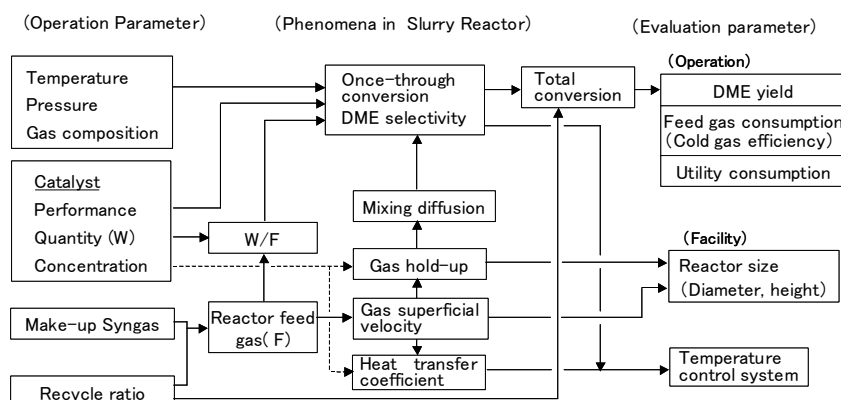 (Operation Parameter)
(Phenomena in Slurry Reactor)
(Evaluation parameter)
Temperature
Pressure
Gas composition
Catalyst
Performance
Quantity (W)
Concentration
Make-up Syngas
Recycle ratio
W/F
Reactor feed
gas( F)
Once-through
conversion
DME selectivity
Mixing diffusion
Gas hold-up
Gas superficial
velocity
Heat transfer
coefficient
Total
conversion
(Operation)
DME yield
Feed gas consumption
(Cold gas efficiency)
Utility consumption
(Facility)
Reactor size
(Diameter, height)
Temperature
control system